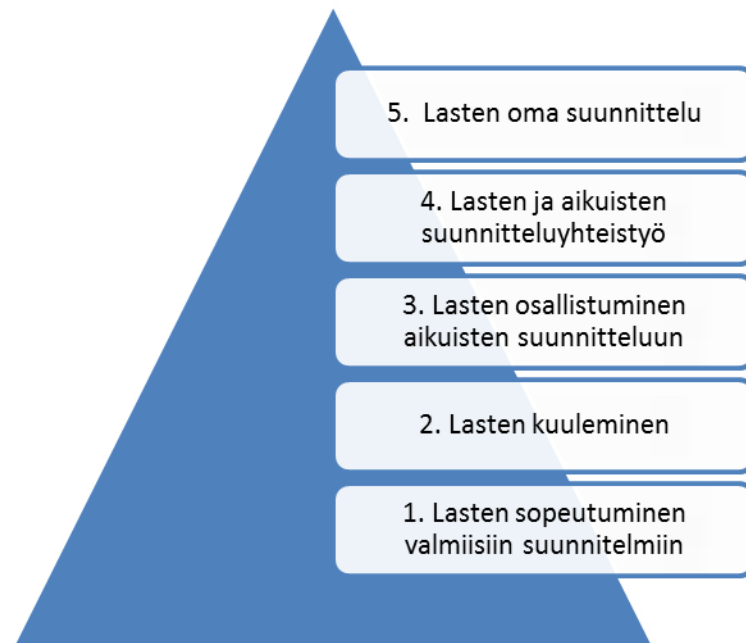 5. Lasten oma suunnittelu
4. Lasten ja aikuisten
suunnitteluyhteistyö
3. Lasten osallistuminen
aikuisten suunnitteluun
2. Lasten kuuleminen
1. Lasten sopeutuminen
valmiisiin suunnitelmiin